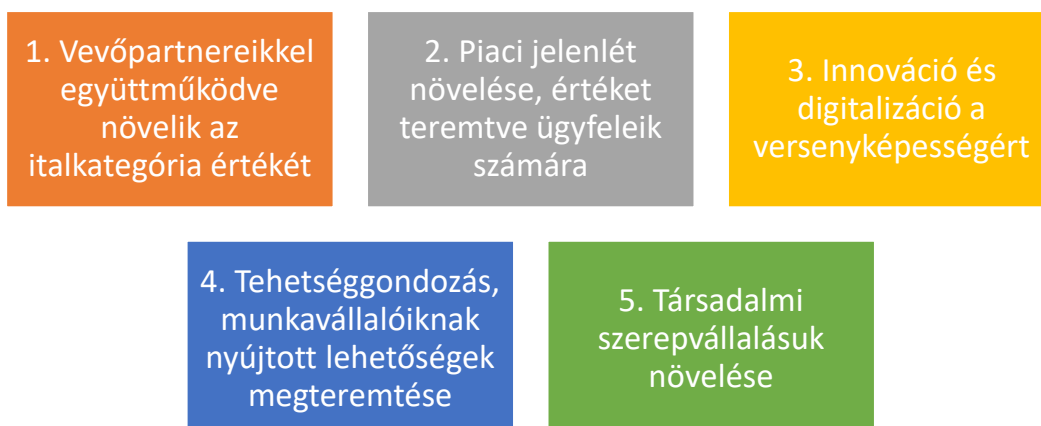 1. Vevőpartnereikkel
együttműködve
növelik az
italkategória értékét
2. Piaci jelenlét
növelése, értéket
teremtve ügyfeleik
számára
3. Innováció és
digitalizáció a
versenyképességért
4. Tehetséggondozás,
munkavállalóiknak
nyújtott lehetőségek
megteremtése
5. Társadalmi
szerepvállalásuk
növelése